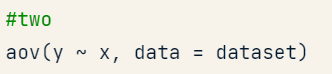 #two
aov(y ~ x, data = dataset)